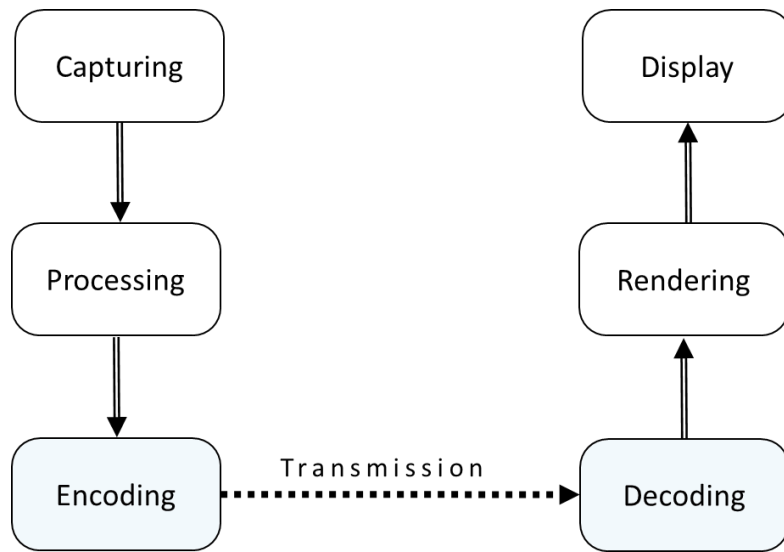 Capturing
Display
Processing
Rendering
Transmission
Encoding
Decoding